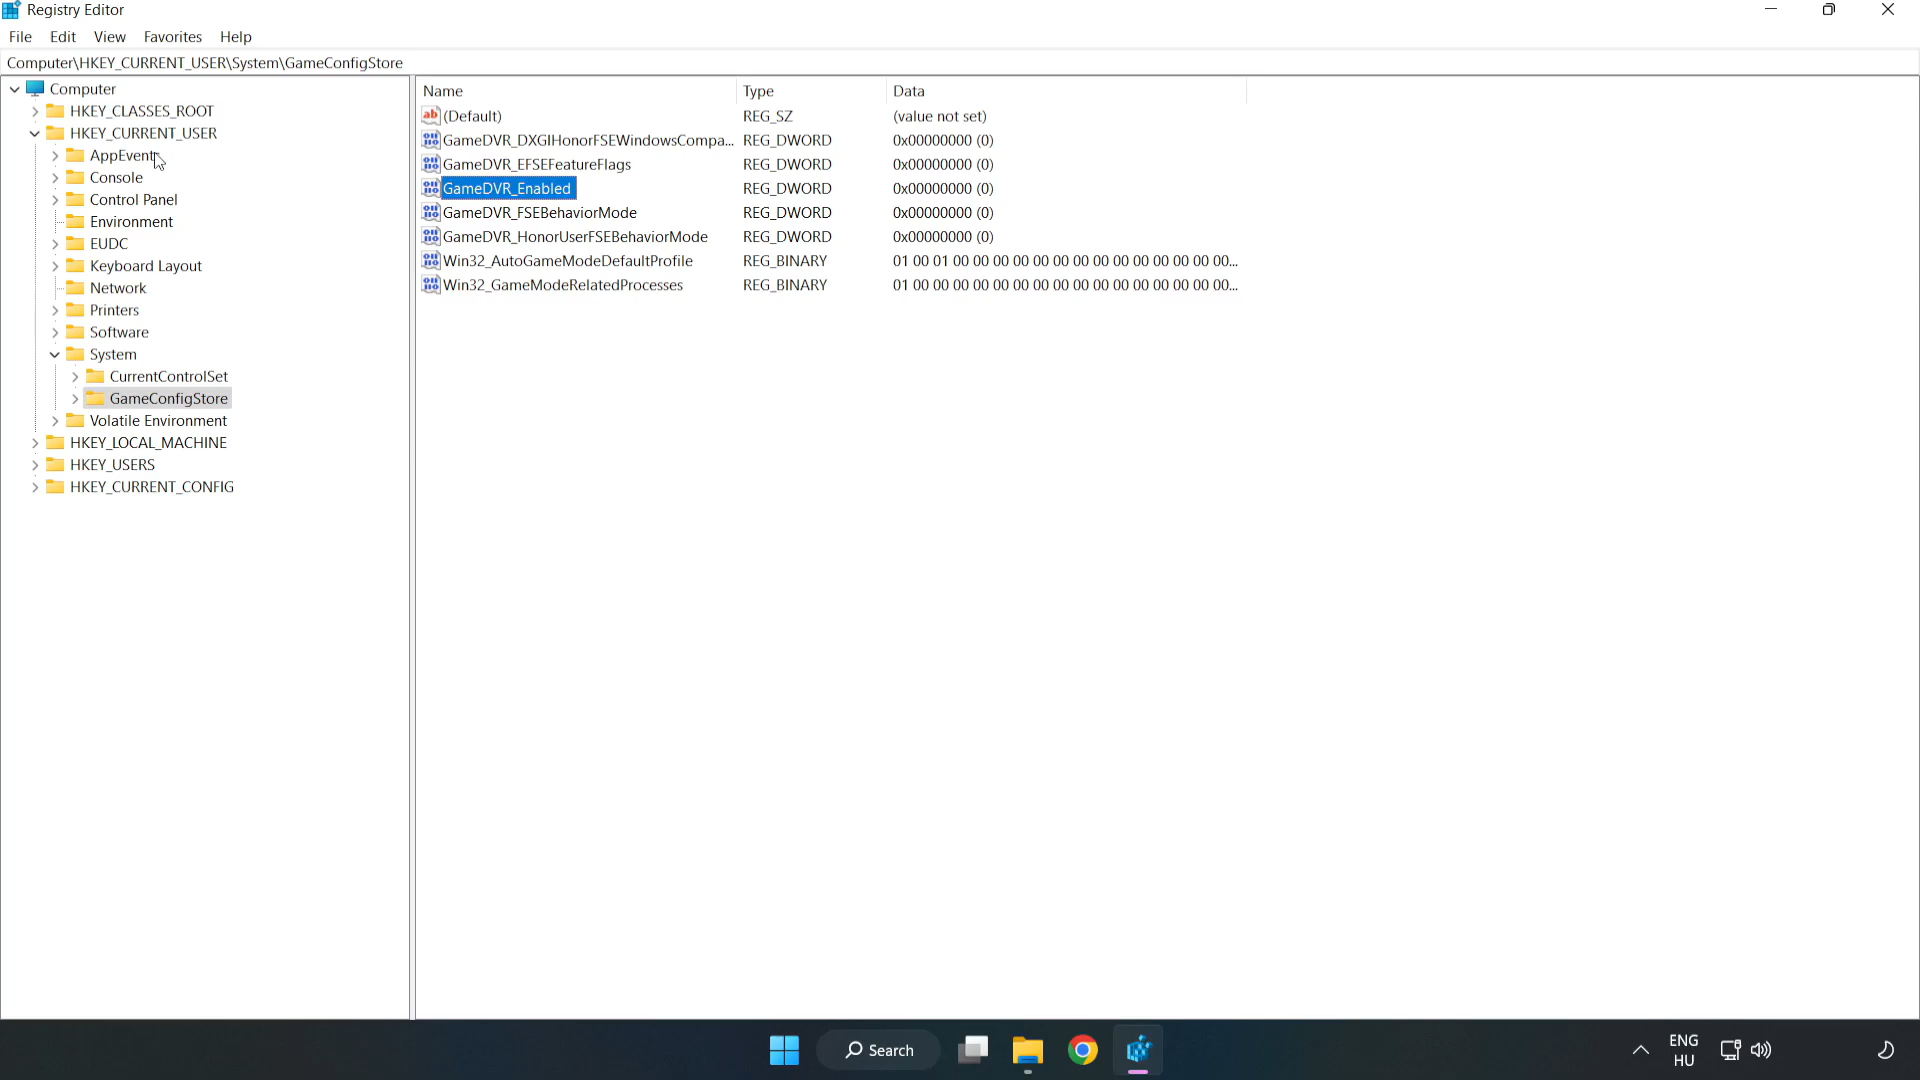 Registry Editor
File Edit View Favorites Help
Computer\HKEY_CURRENT_USER\System\GameConfigStore
Computer
HKEY_CLASSES_ROOT
HKEY_CURRENT_USER
AppEvents
Console
Control Panel
Environment
EUDC
Keyboard Layout
Network
Printers
Software
System
CurrentControlSet
GameConfigStore
Volatile Environment
HKEY_LOCAL_MACHINE
HKEY_USERS
HKEY_CURRENT_CONFIG
Name Type Data
(Default) REG_SZ (value not set)
GameDVR_DXGIHonorFSEWindowsCompa... REG_DWORD 0x00000000 (0)
GameDVR_EFSEFeatureFlags REG_DWORD 0x00000000 (0)
GameDVR_Enabled REG_DWORD 0x00000000 (0)
GameDVR_FSEBehaviorMode REG_DWORD 0x00000000 (0)
GameDVR_HonorUserFSEBehaviorMode REG_DWORD 0x00000000 (0)
Win32_AutoGameModeDefaultProfile REG_BINARY 01 00 01 00 00 00 00 00 00 00 00 00 00 00 00 00 00...
Win32_GameModeRelatedProcesses REG_BINARY 01 00 00 00 00 00 00 00 00 00 00 00 00 00 00 00 00...
Search
ENG
HU